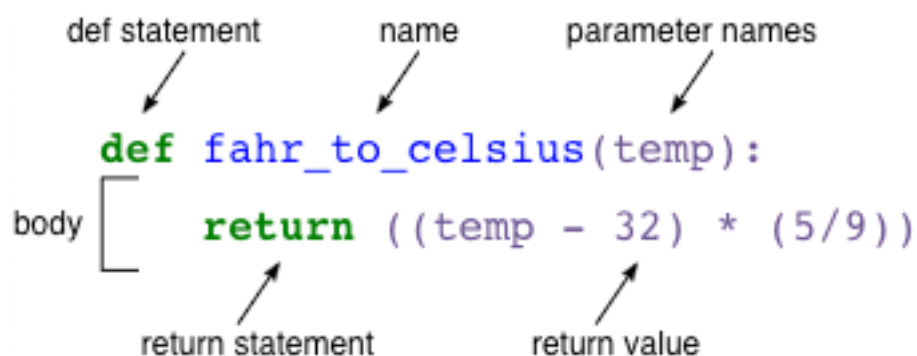 def statement name parameter names
def fahr_to_celsius(temp):
body
return ((temp - 32) * (5/9))
return statement return value